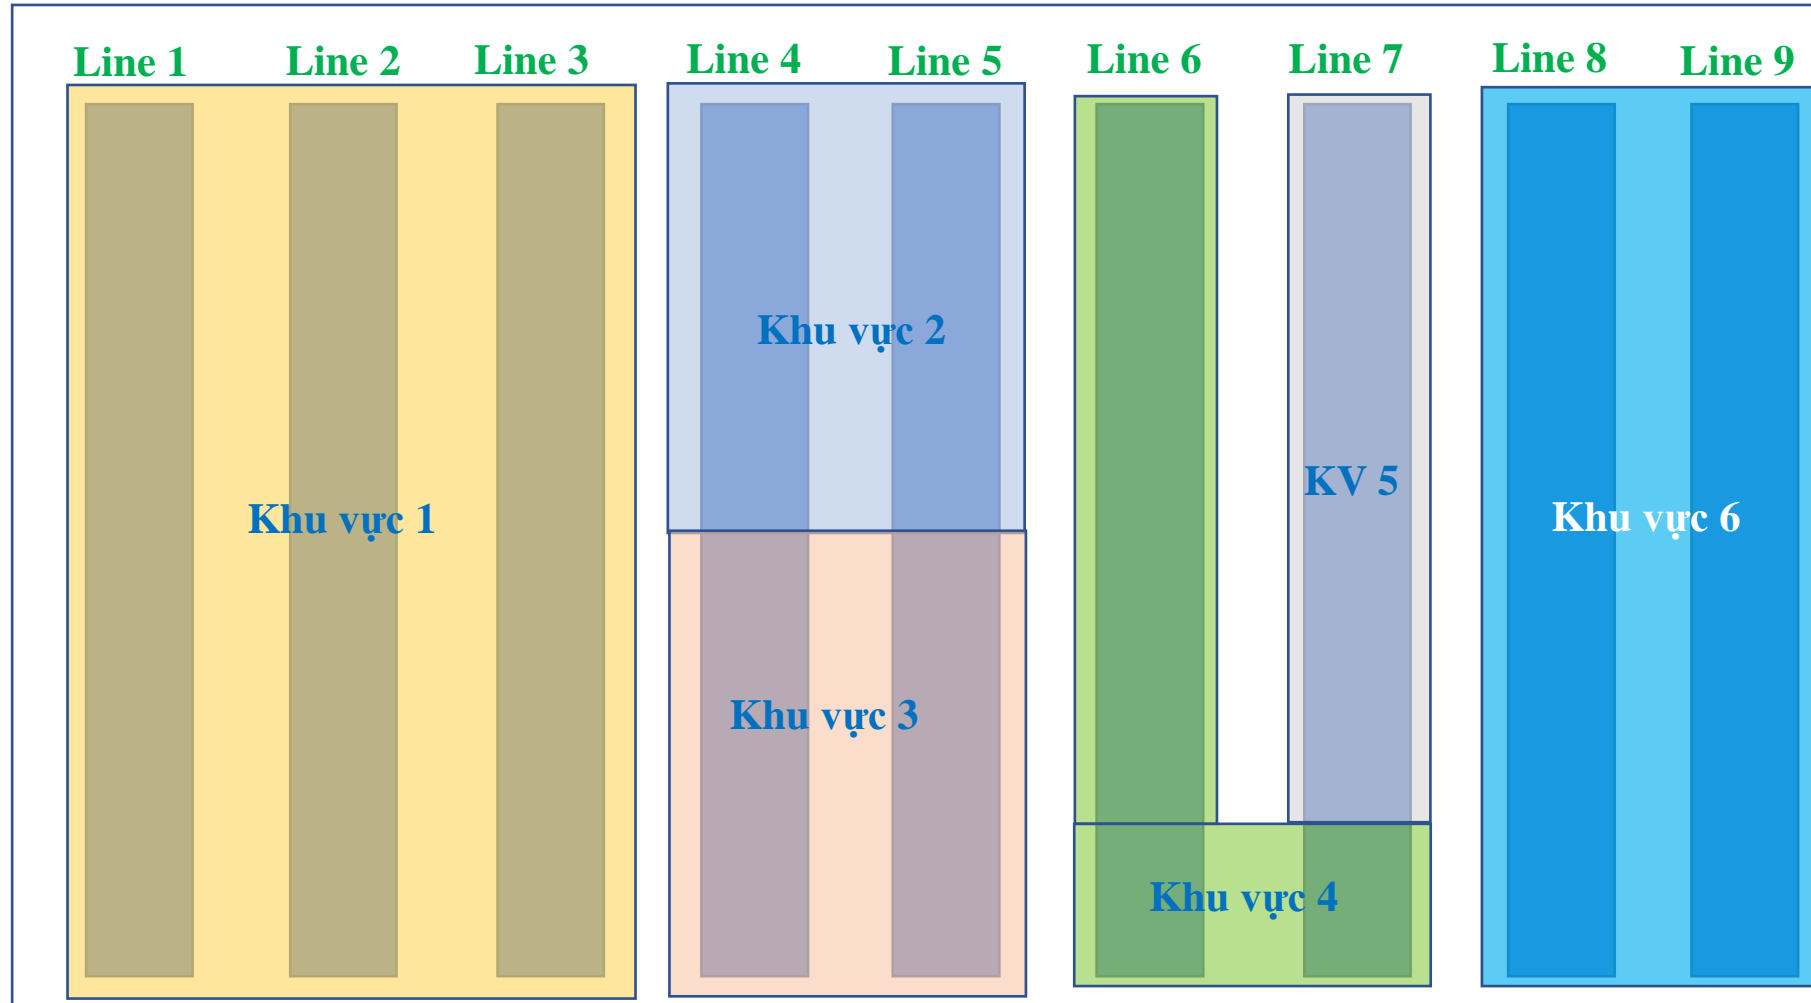 Line 1 Line 2 Line 3 Line 4 Line 5 Line 6 Line 7 Line 8 Line 9
Khu vực 2
KV 5
Khu vực 1
Khu vực 6
Khu vực 3
Khu vực 4